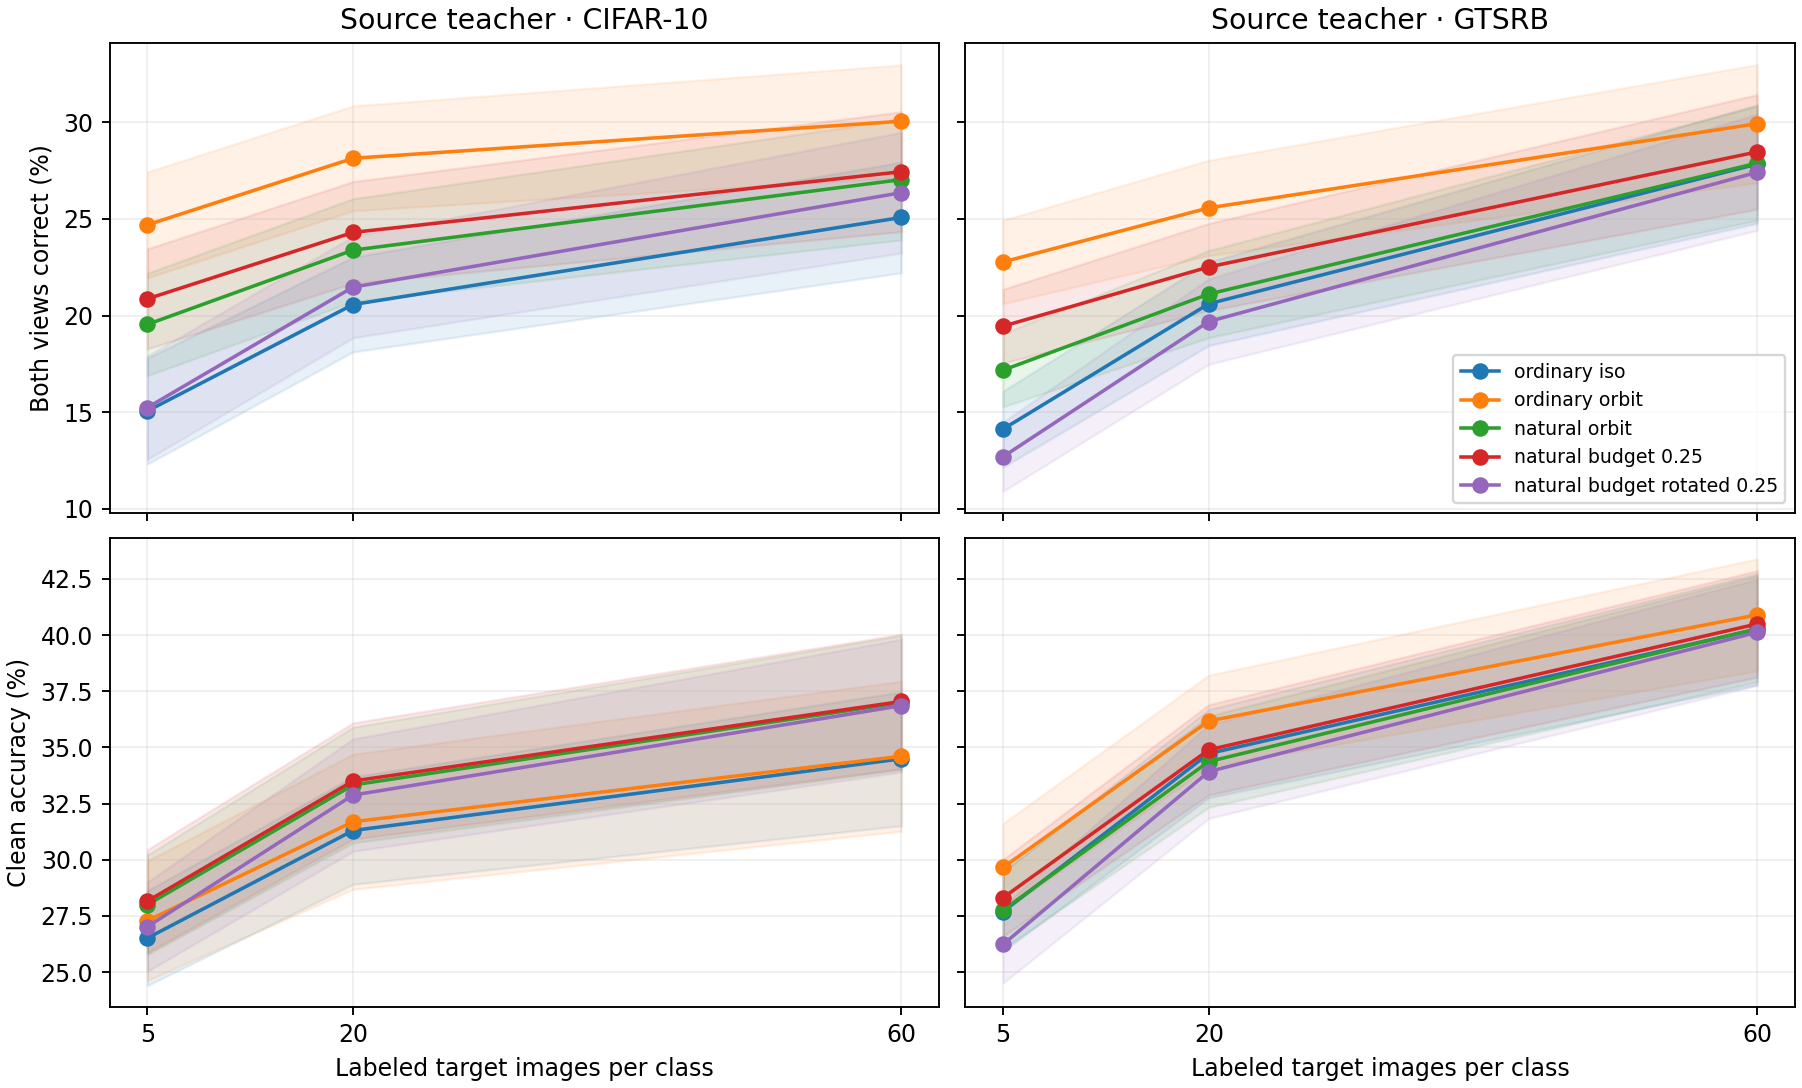 Source teacher · CIFAR-10
Source teacher · GTSRB
Both views correct (%)
30
25
20
15
10
ordinary iso
ordinary orbit
natural orbit
natural budget 0.25
natural budget rotated 0.25
Clean accuracy (%)
42.5
40.0
37.5
35.0
32.5
30.0
27.5
25.0
5
20
60
5
20
60
Labeled target images per class
Labeled target images per class